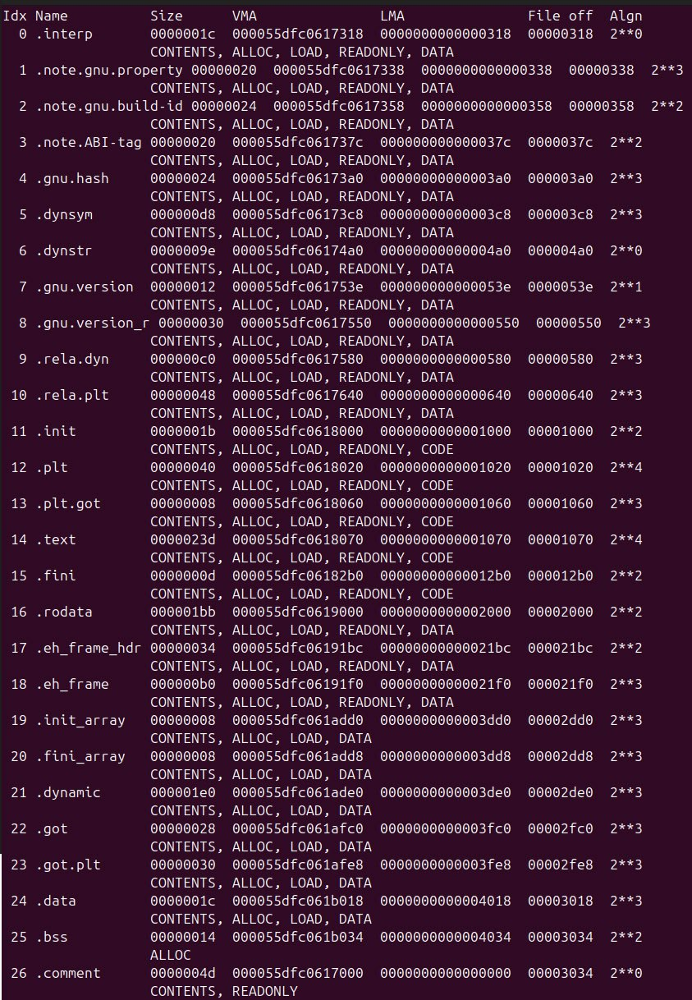 Idx Name          Size      VMA               LMA               File off  Algn
  0 .interp       0000001c  000055dfc0617318  0000000000000318  00000318  2**0
                  CONTENTS, ALLOC, LOAD, READONLY, DATA
  1 .note.gnu.property 00000020  000055dfc0617338  0000000000000338  00000338  2**3
                  CONTENTS, ALLOC, LOAD, READONLY, DATA
  2 .note.gnu.build-id 00000024  000055dfc0617358  0000000000000358  00000358  2**2
                  CONTENTS, ALLOC, LOAD, READONLY, DATA
  3 .note.ABI-tag 00000020  000055dfc061737c  000000000000037c  0000037c  2**2
                  CONTENTS, ALLOC, LOAD, READONLY, DATA
  4 .gnu.hash     00000024  000055dfc06173a0  00000000000003a0  000003a0  2**3
                  CONTENTS, ALLOC, LOAD, READONLY, DATA
  5 .dynsym       000000d8  000055dfc06173c8  00000000000003c8  000003c8  2**3
                  CONTENTS, ALLOC, LOAD, READONLY, DATA
  6 .dynstr       0000009e  000055dfc06174a0  00000000000004a0  000004a0  2**0
                  CONTENTS, ALLOC, LOAD, READONLY, DATA
  7 .gnu.version  00000012  000055dfc061753e  000000000000053e  0000053e  2**1
                  CONTENTS, ALLOC, LOAD, READONLY, DATA
  8 .gnu.version_r 00000030  000055dfc0617550  0000000000000550  00000550  2**3
                  CONTENTS, ALLOC, LOAD, READONLY, DATA
  9 .rela.dyn     000000c0  000055dfc0617580  0000000000000580  00000580  2**3
                  CONTENTS, ALLOC, LOAD, READONLY, DATA
 10 .rela.plt     00000048  000055dfc0617640  0000000000000640  00000640  2**3
                  CONTENTS, ALLOC, LOAD, READONLY, DATA
 11 .init         0000001b  000055dfc0618000  0000000000001000  00001000  2**2
                  CONTENTS, ALLOC, LOAD, READONLY, CODE
 12 .plt          00000040  000055dfc0618020  0000000000001020  00001020  2**4
                  CONTENTS, ALLOC, LOAD, READONLY, CODE
 13 .plt.got      00000008  000055dfc0618060  0000000000001060  00001060  2**3
                  CONTENTS, ALLOC, LOAD, READONLY, CODE
 14 .text         0000023d  000055dfc0618070  0000000000001070  00001070  2**4
                  CONTENTS, ALLOC, LOAD, READONLY, CODE
 15 .fini         0000000d  000055dfc06182b0  00000000000012b0  000012b0  2**2
                  CONTENTS, ALLOC, LOAD, READONLY, CODE
 16 .rodata       000001bb  000055dfc0619000  0000000000002000  00002000  2**2
                  CONTENTS, ALLOC, LOAD, READONLY, DATA
 17 .eh_frame_hdr 00000034  000055dfc06191bc  00000000000021bc  000021bc  2**2
                  CONTENTS, ALLOC, LOAD, READONLY, DATA
 18 .eh_frame     000000b0  000055dfc06191f0  00000000000021f0  000021f0  2**3
                  CONTENTS, ALLOC, LOAD, READONLY, DATA
 19 .init_array   00000008  000055dfc061add0  0000000000003dd0  00002dd0  2**3
                  CONTENTS, ALLOC, LOAD, DATA
 20 .fini_array   00000008  000055dfc061add8  0000000000003dd8  00002dd8  2**3
                  CONTENTS, ALLOC, LOAD, DATA
 21 .dynamic      000001e0  000055dfc061ade0  0000000000003de0  00002de0  2**3
                  CONTENTS, ALLOC, LOAD, DATA
 22 .got          00000028  000055dfc061afc0  0000000000003fc0  00002fc0  2**3
                  CONTENTS, ALLOC, LOAD, DATA
 23 .got.plt      00000030  000055dfc061afe8  0000000000003fe8  00002fe8  2**3
                  CONTENTS, ALLOC, LOAD, DATA
 24 .data         0000001c  000055dfc061b018  0000000000004018  00003018  2**3
                  CONTENTS, ALLOC, LOAD, DATA
 25 .bss          00000014  000055dfc061b034  0000000000004034  00003034  2**2
                  ALLOC
 26 .comment      0000004d  000055dfc0617000  0000000000000000  00003034  2**0
                  CONTENTS, READONLY